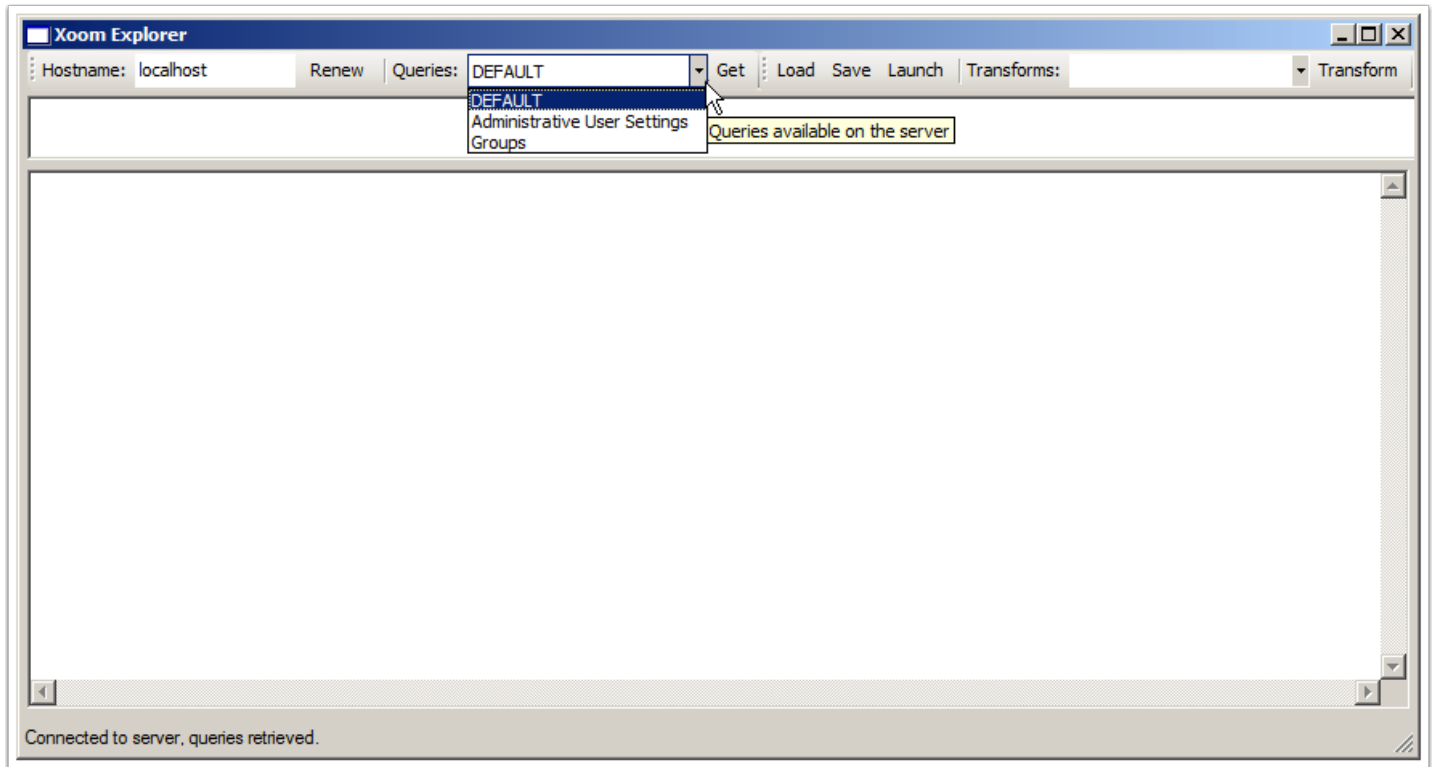 Xoom Explorer
Hostname: localhost Renew Queries: DEFAULT Get Load Save Launch Transforms: Transform
DEFAULT
Administrative User Settings
Groups
Queries available on the server
Connected to server, queries retrieved.